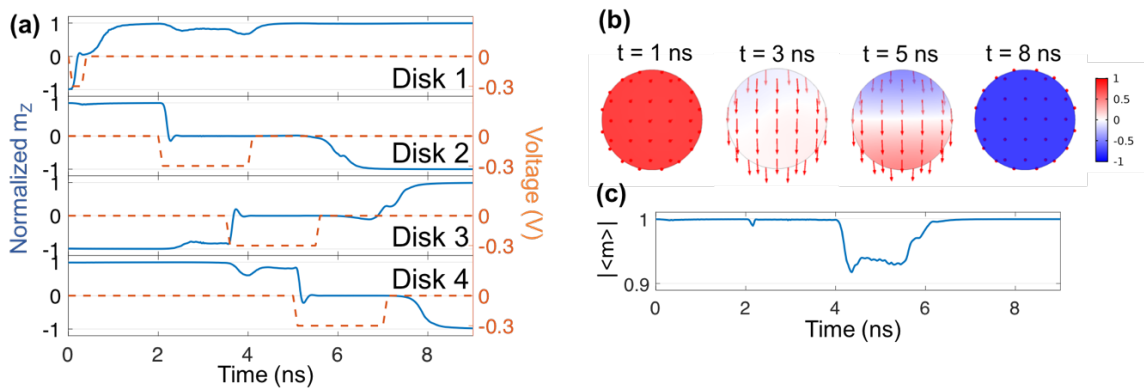 (a)
Normalized m_z
Voltage (V)
1
0
-1
0
-0.3
Disk 1
1
0
-1
0
-0.3
Disk 2
1
0
-1
0
-0.3
Disk 3
1
0
-1
0
-0.3
Disk 4
0 2 4 6 8
Time (ns)
(b)
t = 1 ns t = 3 ns t = 5 ns t = 8 ns
1
0.5
0
-0.5
-1
(c)
|<m>|
1
0.9
0 2 4 6 8
Time (ns)